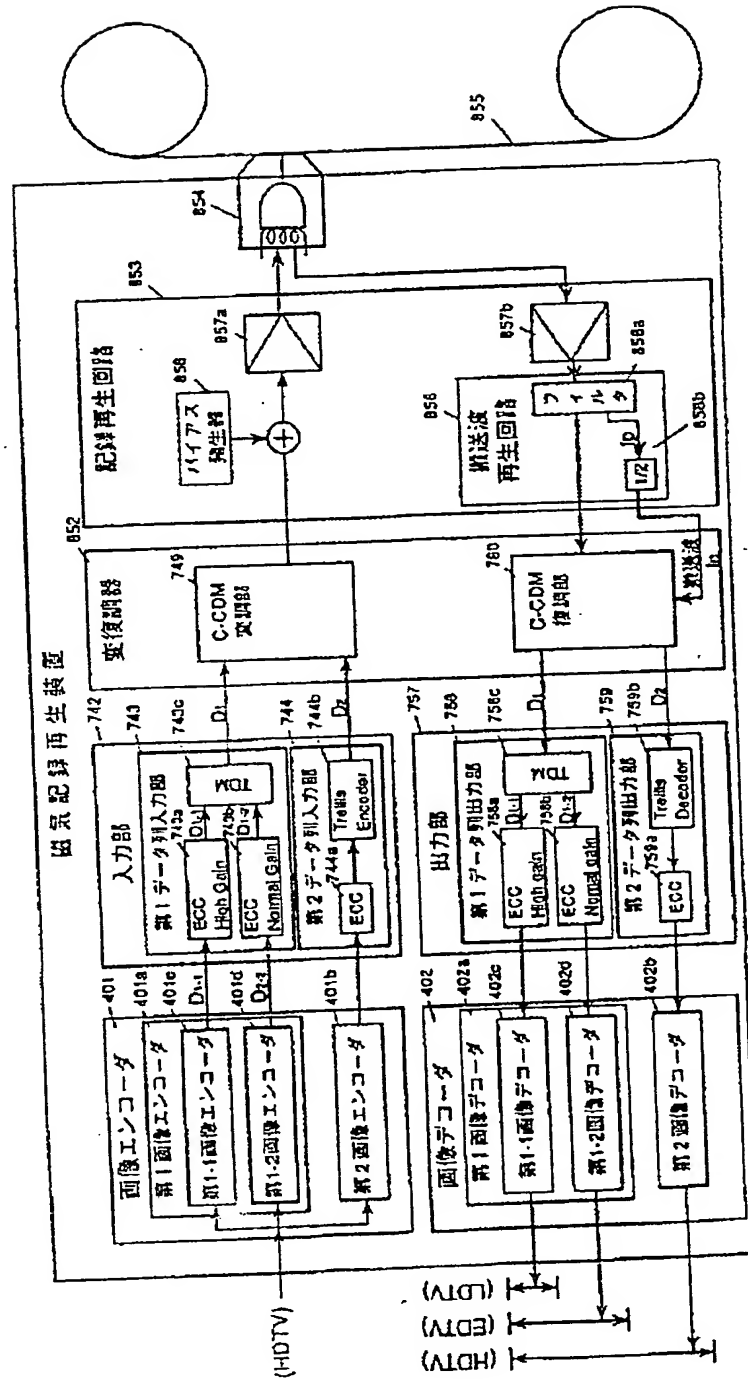 磁気記録再生装置
画像エンコーダ
401
第1画像エンコーダ
401a
401c
第1-1画像エンコーダ
401d
第1-2画像エンコーダ
401b
第2画像エンコーダ
(HDTV)
D1-1
D2-2
入力部
742
第1データ列入力部
743
743a
ECC
High Gain
D1-1
743b
ECC
Normal Gain
D1-2
743c
TDM
D1
第2データ列入力部
744
744a
ECC
744b
Trellis
Encoder
D2
変復調器
852
749
C-CDM
変調部
760
C-CDM
復調部
搬送波
記録再生回路
853
バイアス
発生器
856
857a
854
855
857b
搬送波
再生回路
858
フィルタ
858a
1/2
858b
出力部
757
第1データ列出力部
758
758a
ECC
High gain
D1-1
758b
ECC
Normal gain
D1-2
758c
TDM
D1
第2データ列出力部
759
759a
ECC
759b
Trellis
Decoder
D2
画像デコーダ
402
第1画像デコーダ
402a
402c
第1-1画像デコーダ
402d
第1-2画像デコーダ
402b
第2画像デコーダ
(LDTV)
(EDTV)
(HDTV)